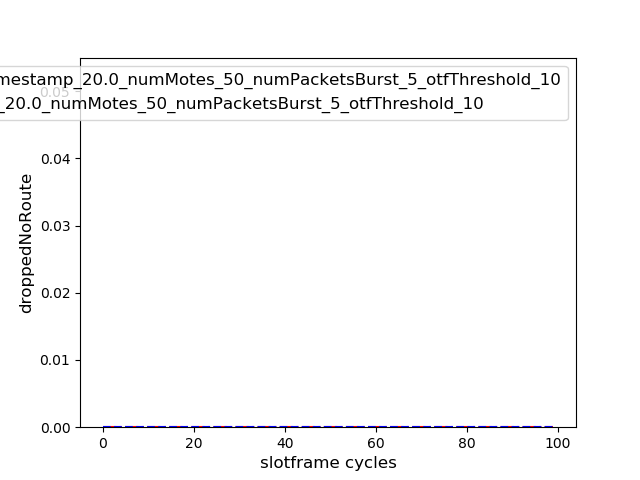 mestamp_20.0_numMotes_50_numPacketsBurst_5_otfThreshold_10
_20.0_numMotes_50_numPacketsBurst_5_otfThreshold_10
0.05
0.04
0.03
0.02
0.01
0.00
droppedNoRoute
0 20 40 60 80 100
slotframe cycles